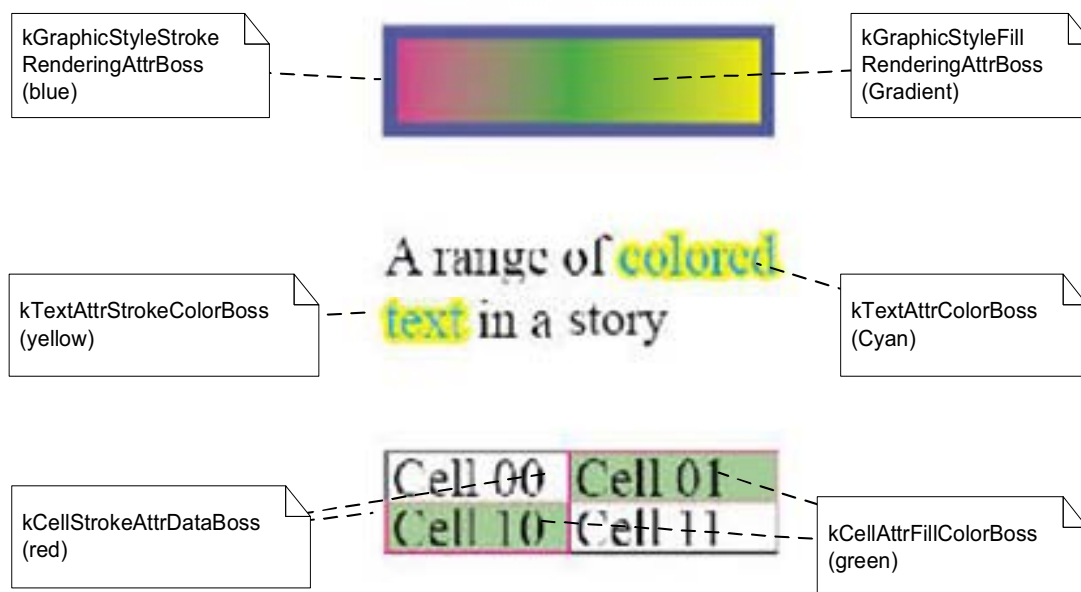 kGraphicStyleStroke
RenderingAttrBoss
(blue)
kGraphicStyleFill
RenderingAttrBoss
(Gradient)
A range of colored
text in a story
kTextAttrStrokeColorBoss
(yellow)
kTextAttrColorBoss
(Cyan)
Cell 00 Cell 01
Cell 10 Cell 11
kCellStrokeAttrDataBoss
(red)
kCellAttrFillColorBoss
(green)